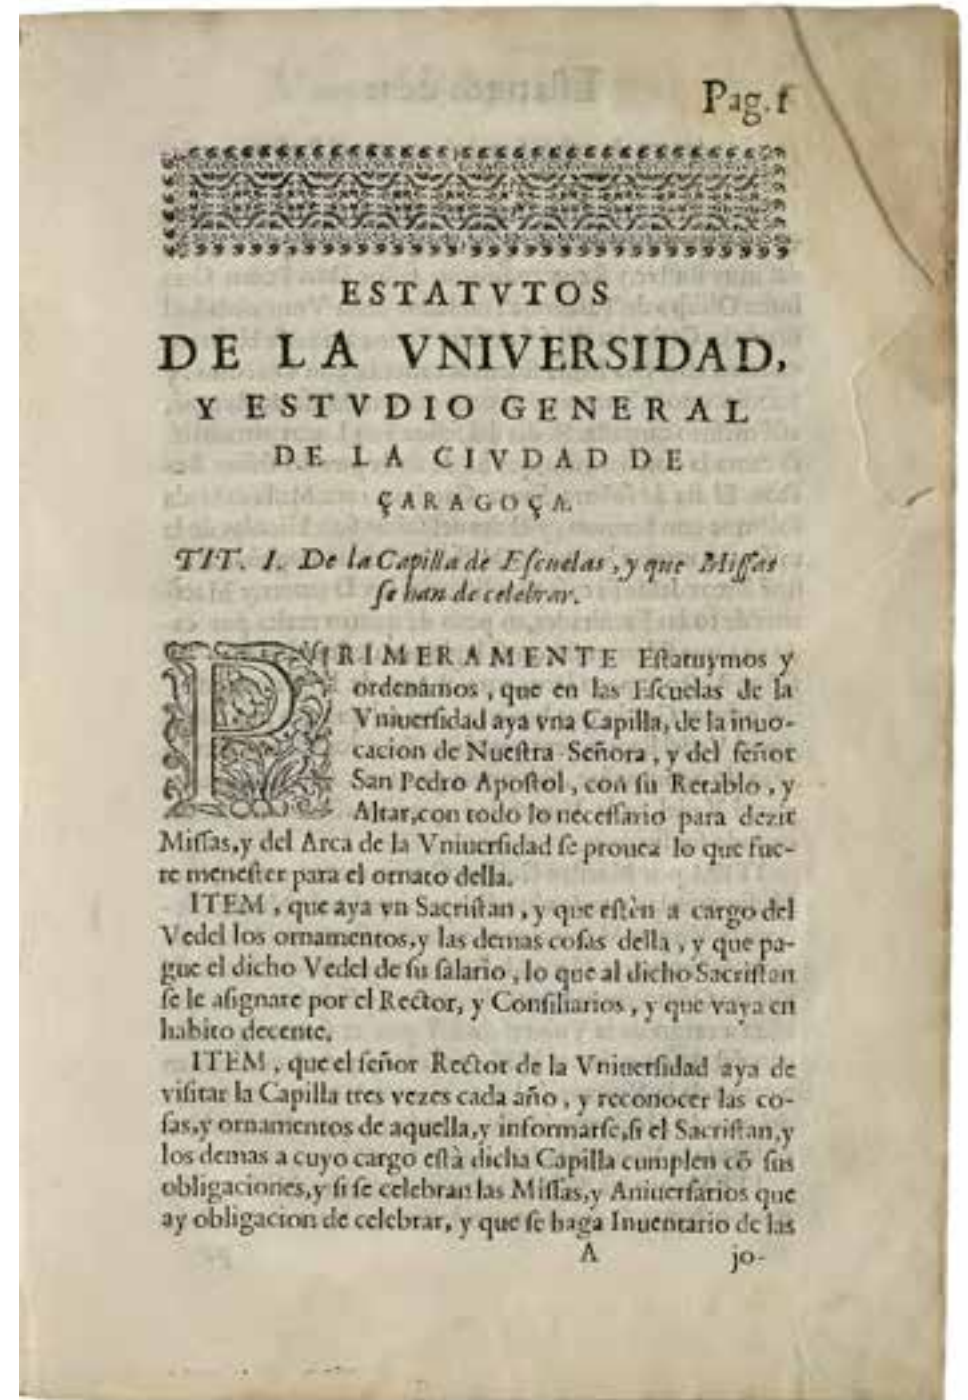 Pag. 1
ESTATVTOS
DE LA VNIVERSIDAD,
Y ESTVDIO GENERAL
DE LA CIVDAD DE
ÇARAGOÇA
TIT. I. De la Capilla de Eſcuelas, y que Miſſas
ſe han de celebrar.
PRIMERAMENTE Eſtatuymos y
ordenamos, que en las Eſcuelas de la
Vniuerſidad aya vna Capilla, de la inuo-
cacion de Nueſtra Señora, y del ſeñor
San Pedro Apoſtol, con ſu Retablo, y
Altar, con todo lo neceſſario para dezir
Miſſas, y del Arca de la Vniuerſidad ſe prouea lo que fue-
re meneſter para el ornato della.
ITEM, que aya vn Sacriſtan, y que eſtèn a cargo del
Vedel los ornamentos, y las demas coſas della, y que pa-
gue el dicho Vedel de ſu ſalario, lo que al dicho Sacriſtan
ſe le aſignare por el Rector, y Conſiliarios, y que vaya en
habito decente.
ITEM, que el ſeñor Rector de la Vniuerſidad aya de
viſitar la Capilla tres vezes cada año, y reconocer las co-
ſas, y ornamentos de aquella, y informarſe, ſi el Sacriſtan, y
los demas a cuyo cargo eſtà dicha Capilla cumplen cõ ſus
obligaciones, y ſi ſe celebran las Miſſas, y Aniuerſarios que
ay obligacion de celebrar, y que ſe haga Inuentario de las
A jo-